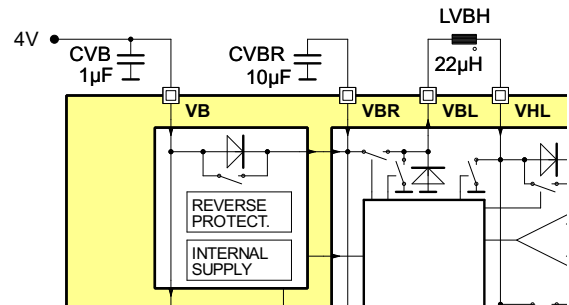 LVBH
4V
CVB
1µF
CVBR
10µF
22µH
VB
VBR
VBL
VHL
REVERSE
PROTECT.
INTERNAL
SUPPLY